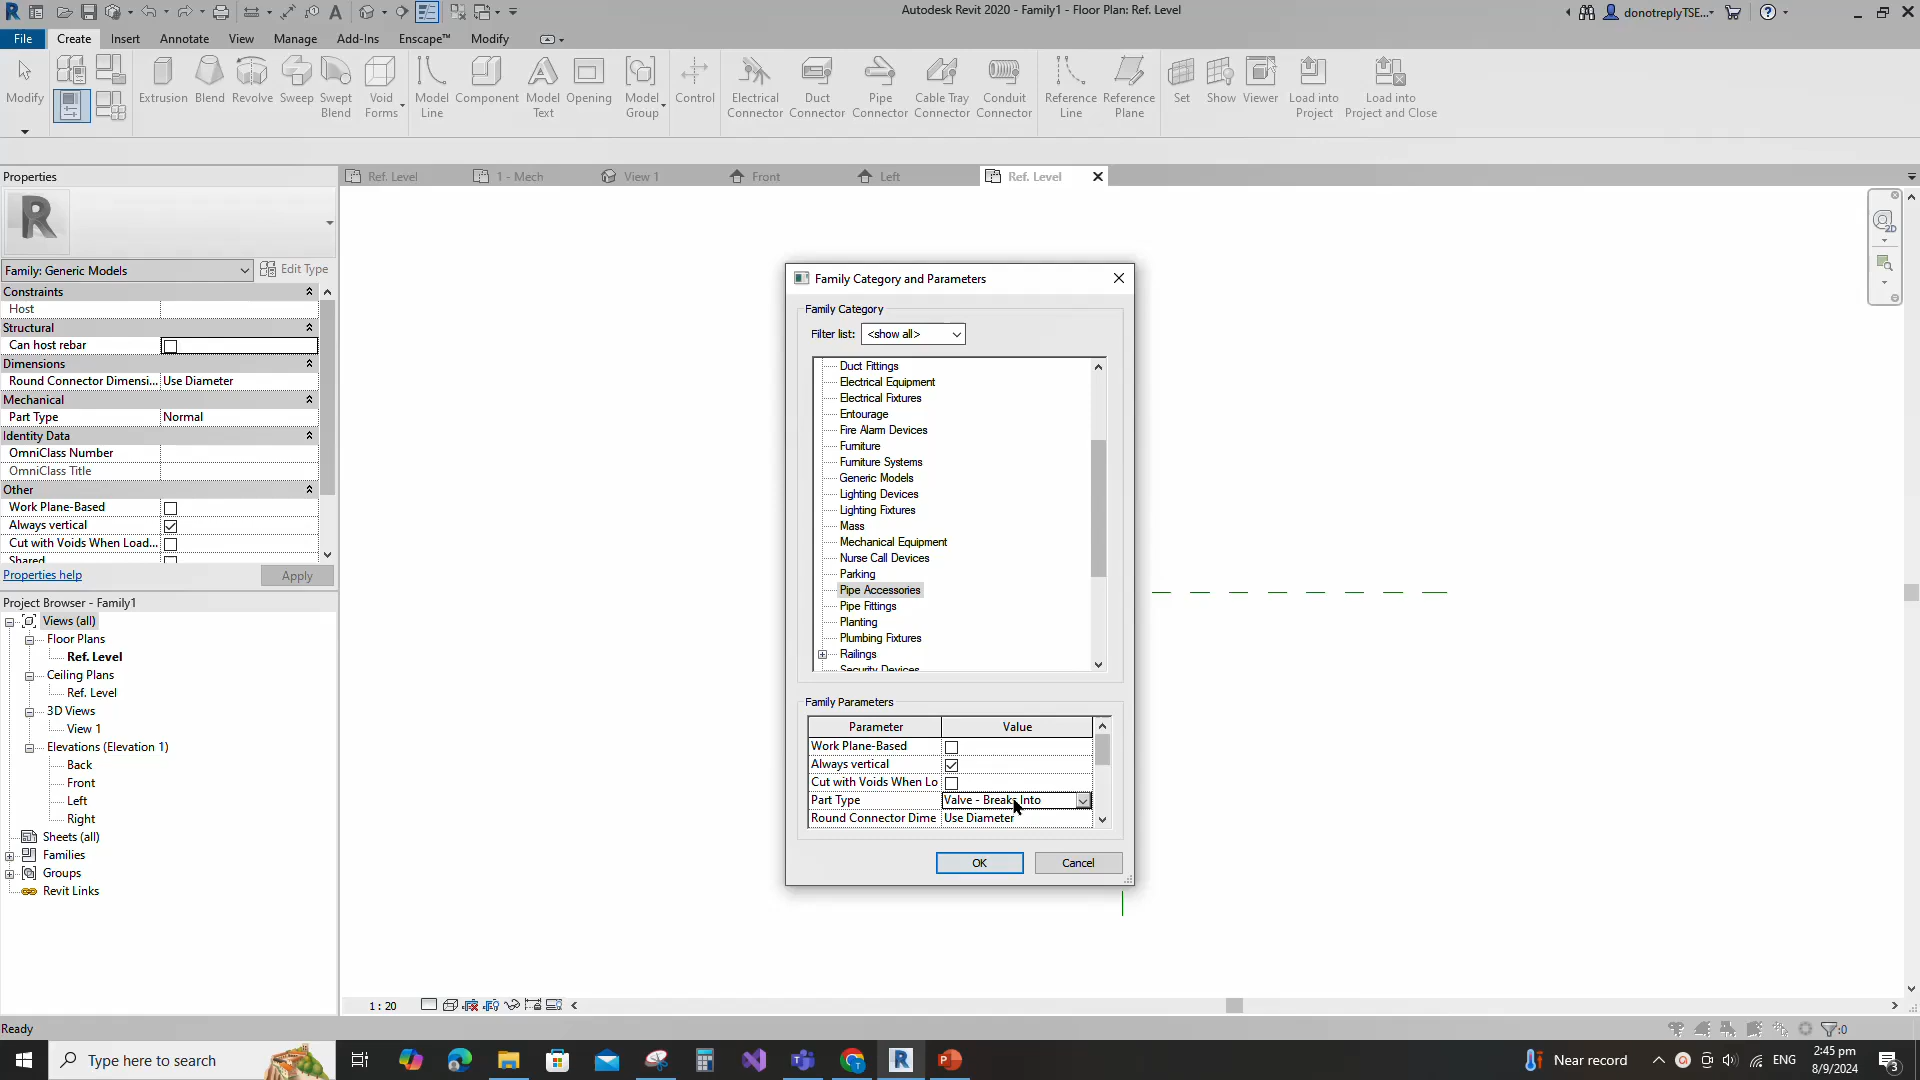 Autodesk Revit 2020 - Family1 - Floor Plan: Ref. Level
donotreplyTSE...
File Create Insert Annotate View Manage Add-Ins Enscape™ Modify
Modify
Extrusion Blend Revolve Sweep Swept Blend Void Forms
Model Line Component Model Text Opening Model Group Control
Electrical Connector Duct Connector Pipe Connector Cable Tray Connector Conduit Connector
Reference Line Reference Plane Set Show Viewer Load into Project Load into Project and Close
Properties
Ref. Level 1 - Mech View 1 Front Left Ref. Level
Family: Generic Models Edit Type
Constraints
Host
Structural
Can host rebar
Dimensions
Round Connector Dimensi... Use Diameter
Mechanical
Part Type Normal
Identity Data
OmniClass Number
OmniClass Title
Other
Work Plane-Based
Always vertical
Cut with Voids When Load...
Shared
Properties help Apply
Project Browser - Family1
Views (all)
Floor Plans
Ref. Level
Ceiling Plans
Ref. Level
3D Views
View 1
Elevations (Elevation 1)
Back
Front
Left
Right
Sheets (all)
Families
Groups
Revit Links
Family Category and Parameters
Family Category
Filter list: <show all>
Duct Fittings
Electrical Equipment
Electrical Fixtures
Entourage
Fire Alarm Devices
Furniture
Furniture Systems
Generic Models
Lighting Devices
Lighting Fixtures
Mass
Mechanical Equipment
Nurse Call Devices
Parking
Pipe Accessories
Pipe Fittings
Planting
Plumbing Fixtures
Railings
Security Devices
Family Parameters
Parameter Value
Work Plane-Based
Always vertical
Cut with Voids When Lo
Part Type Valve - Breaks Into
Round Connector Dime Use Diameter
OK Cancel
2D
1 : 20
Ready
:0
Type here to search
Near record
ENG
2:45 pm
8/9/2024
3